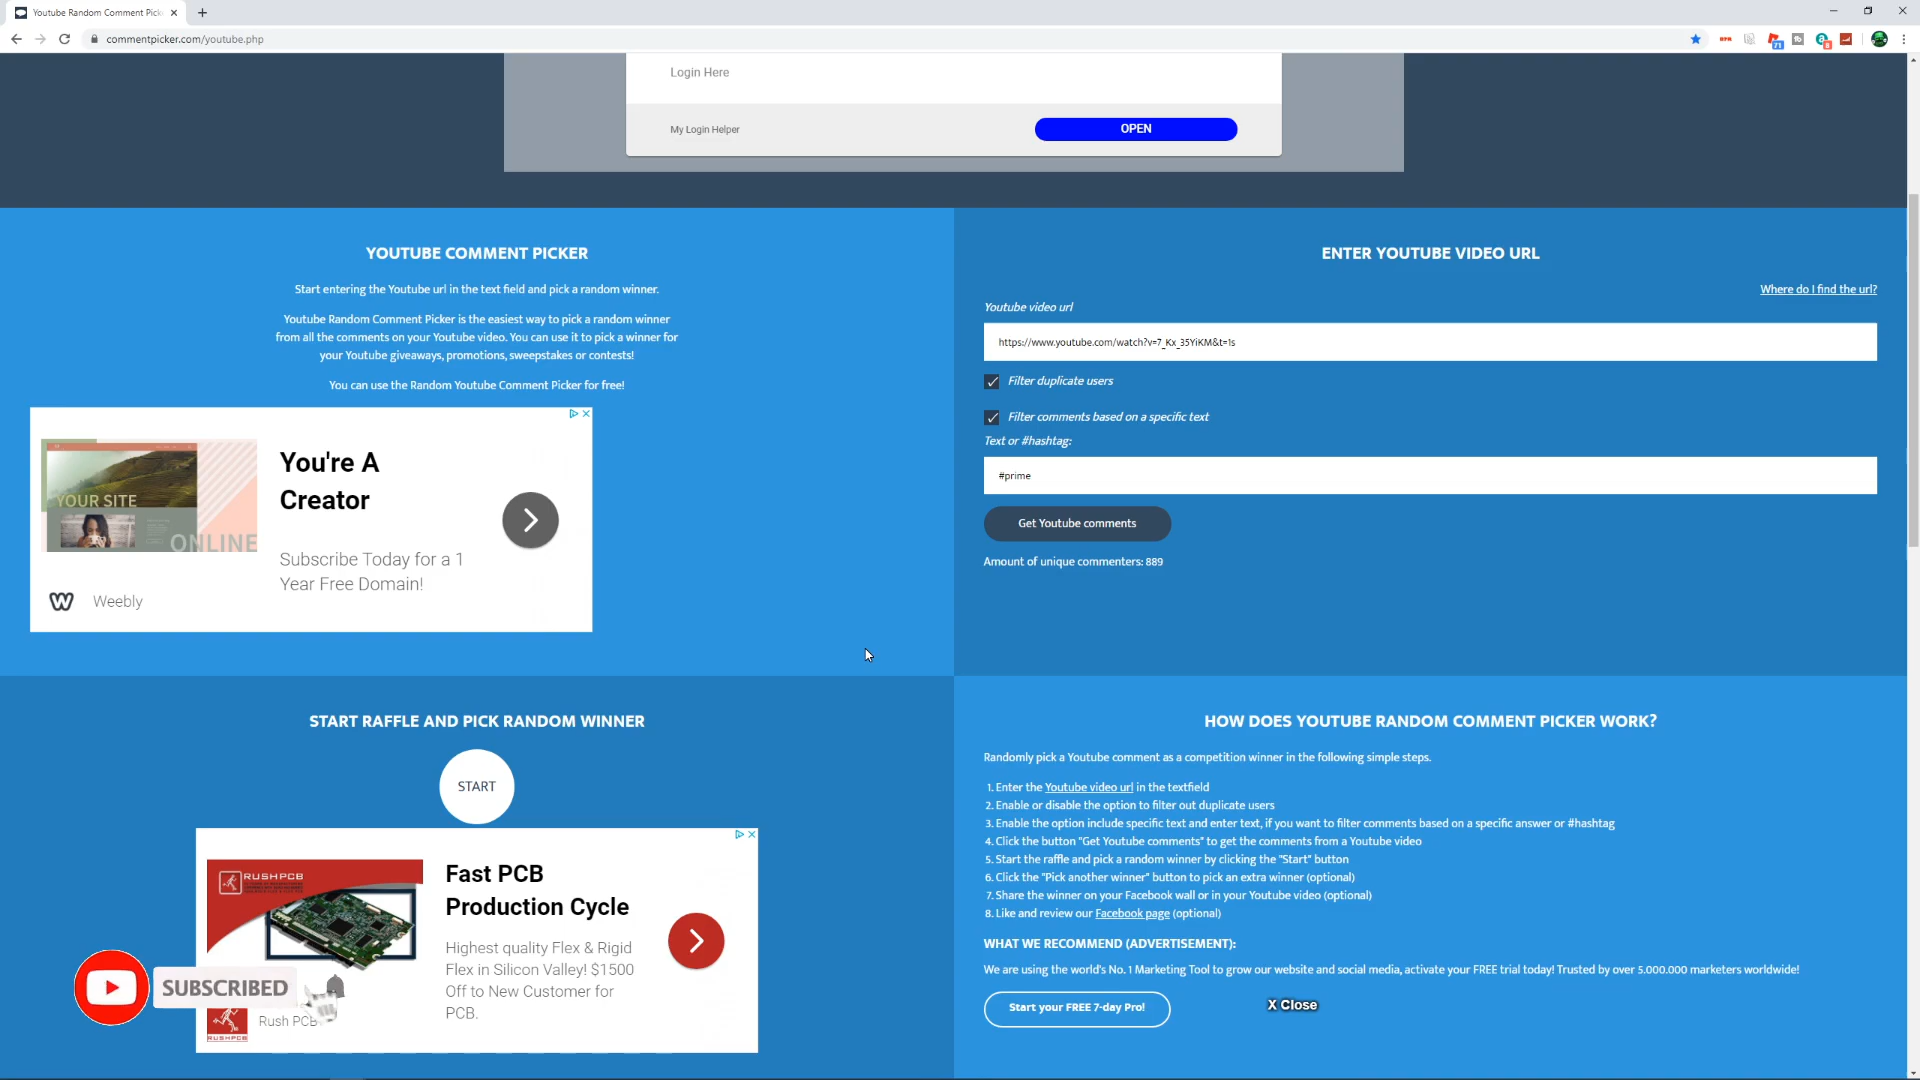 Youtube Random Comment Pick
commentpicker.com/youtube.php
Login Here
My Login Helper
OPEN
YOUTUBE COMMENT PICKER
Start entering the Youtube url in the text field and pick a random winner.
Youtube Random Comment Picker is the easiest way to pick a random winner
from all the comments on your Youtube video. You can use it to pick a winner for
your Youtube giveaways, promotions, sweepstakes or contests!
You can use the Random Youtube Comment Picker for free!
YOUR SITE
ONLINE
You're A
Creator
Subscribe Today for a 1
Year Free Domain!
Weebly
ENTER YOUTUBE VIDEO URL
Where do I find the url?
Youtube video url
https://www.youtube.com/watch?v=7_Kx_35YiKM&t=1s
Filter duplicate users
Filter comments based on a specific text
Text or #hashtag:
#prime
Get Youtube comments
Amount of unique commenters: 889
START RAFFLE AND PICK RANDOM WINNER
START
RUSHPCB
Fast PCB
Production Cycle
Highest quality Flex & Rigid
Flex in Silicon Valley! $1500
Off to New Customer for
PCB.
SUBSCRIBED
Rush PCB
RUSHPCB
HOW DOES YOUTUBE RANDOM COMMENT PICKER WORK?
Randomly pick a Youtube comment as a competition winner in the following simple steps.
1. Enter the Youtube video url in the textfield
2. Enable or disable the option to filter out duplicate users
3. Enable the option include specific text and enter text, if you want to filter comments based on a specific answer or #hashtag
4. Click the button "Get Youtube comments" to get the comments from a Youtube video
5. Start the raffle and pick a random winner by clicking the "Start" button
6. Click the "Pick another winner" button to pick an extra winner (optional)
7. Share the winner on your Facebook wall or in your Youtube video (optional)
8. Like and review our Facebook page (optional)
WHAT WE RECOMMEND (ADVERTISEMENT):
We are using the world's No. 1 Marketing Tool to grow our website and social media, activate your FREE trial today! Trusted by over 5.000.000 marketers worldwide!
Start your FREE 7-day Pro!
X Close